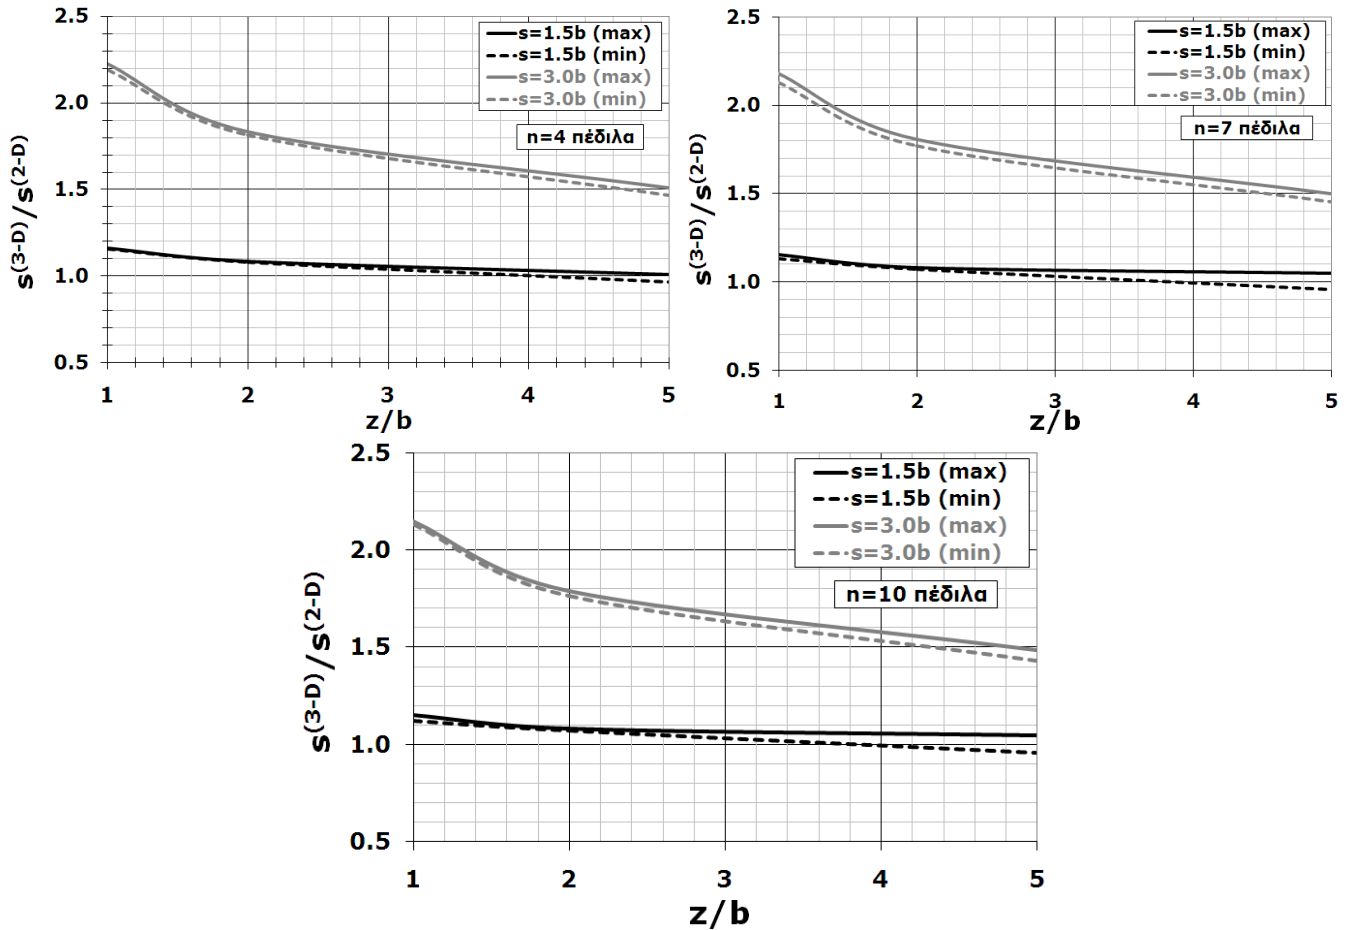 2.5
2.0
1.5
1.0
0.5
s(3-D)/s(2-D)
s=1.5b (max)
s=1.5b (min)
s=3.0b (max)
s=3.0b (min)
n=4 πέδιλα
1 2 3 4 5
z/b
2.5
2.0
1.5
1.0
0.5
s(3-D)/s(2-D)
s=1.5b (max)
s=1.5b (min)
s=3.0b (max)
s=3.0b (min)
n=7 πέδιλα
1 2 3 4 5
z/b
2.5
2.0
1.5
1.0
0.5
s(3-D)/s(2-D)
s=1.5b (max)
s=1.5b (min)
s=3.0b (max)
s=3.0b (min)
n=10 πέδιλα
1 2 3 4 5
z/b